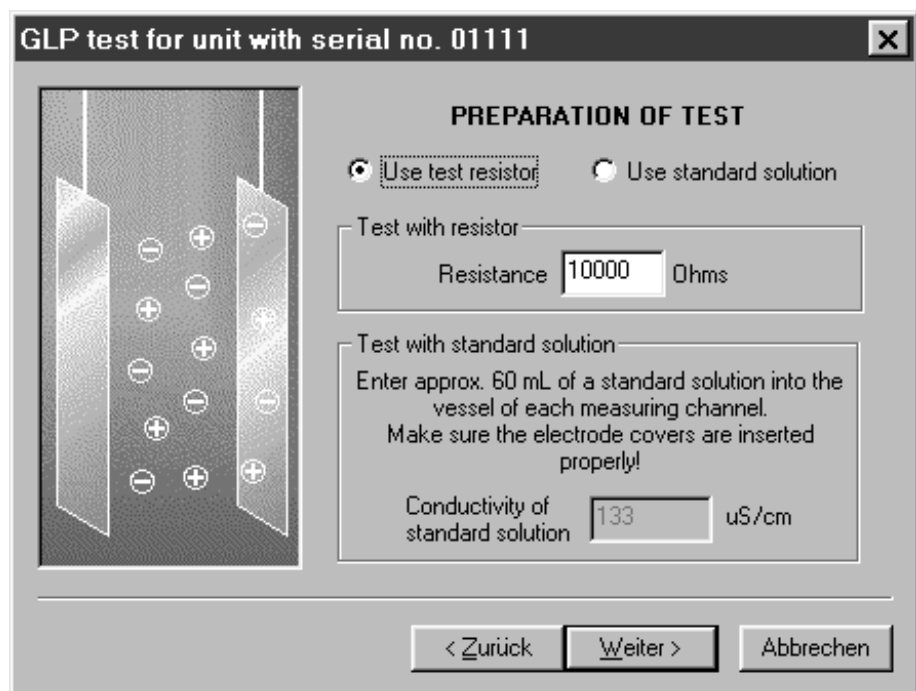 GLP test for unit with serial no. 01111
PREPARATION OF TEST
Use test resistor
Use standard solution
Test with resistor
Resistance 10000 Ohms
Test with standard solution
Enter approx. 60 mL of a standard solution into the
vessel of each measuring channel.
Make sure the electrode covers are inserted
properly!
Conductivity of
standard solution 133 uS/cm
< Zurück
Weiter >
Abbrechen